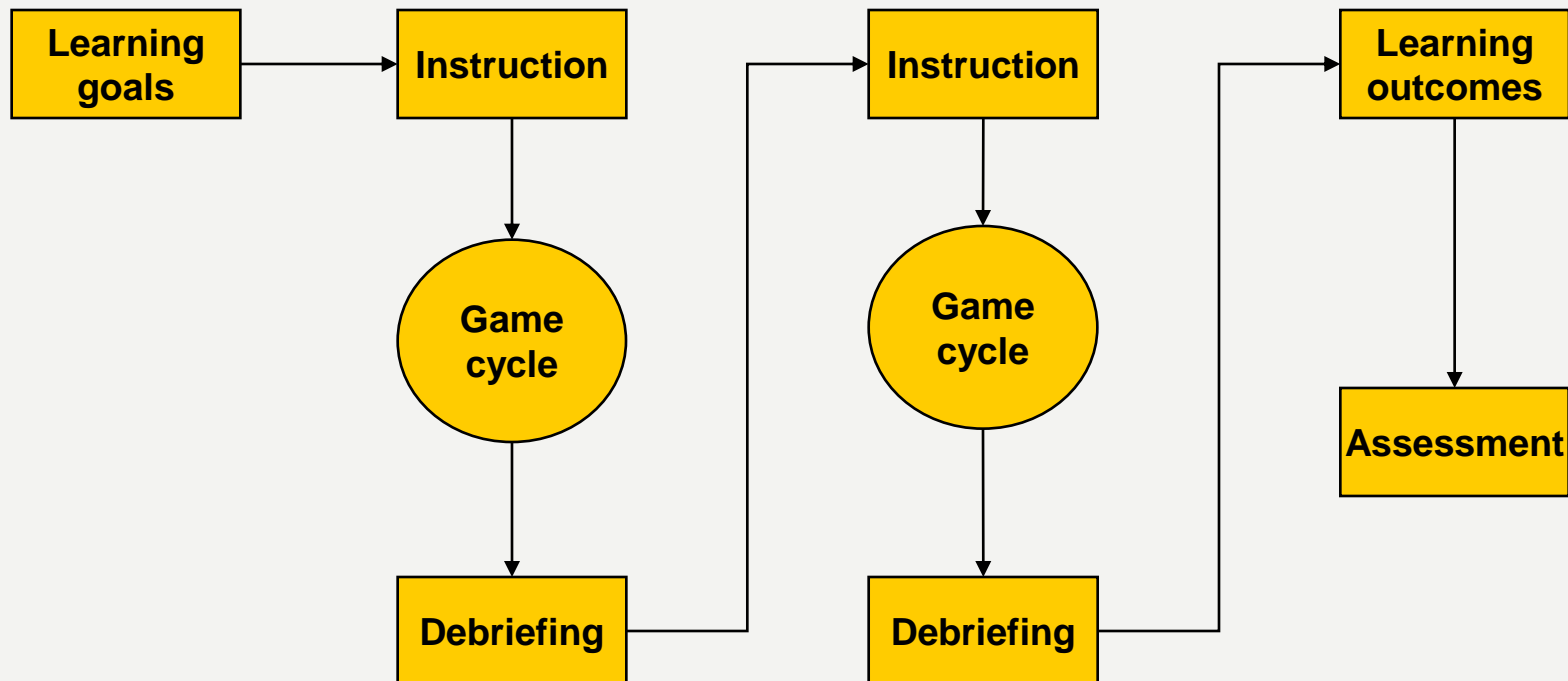 Learning
goals
Instruction
Game
cycle
Debriefing
Instruction
Game
cycle
Debriefing
Learning
outcomes
Assessment